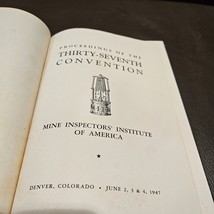 PROCEEDINGS OF THE
THIRTY-SEVENTH
CONVENTION
MINE INSPECTORS' INSTITUTE
OF AMERICA
DENVER, COLORADO • JUNE 2, 3 & 4, 1947